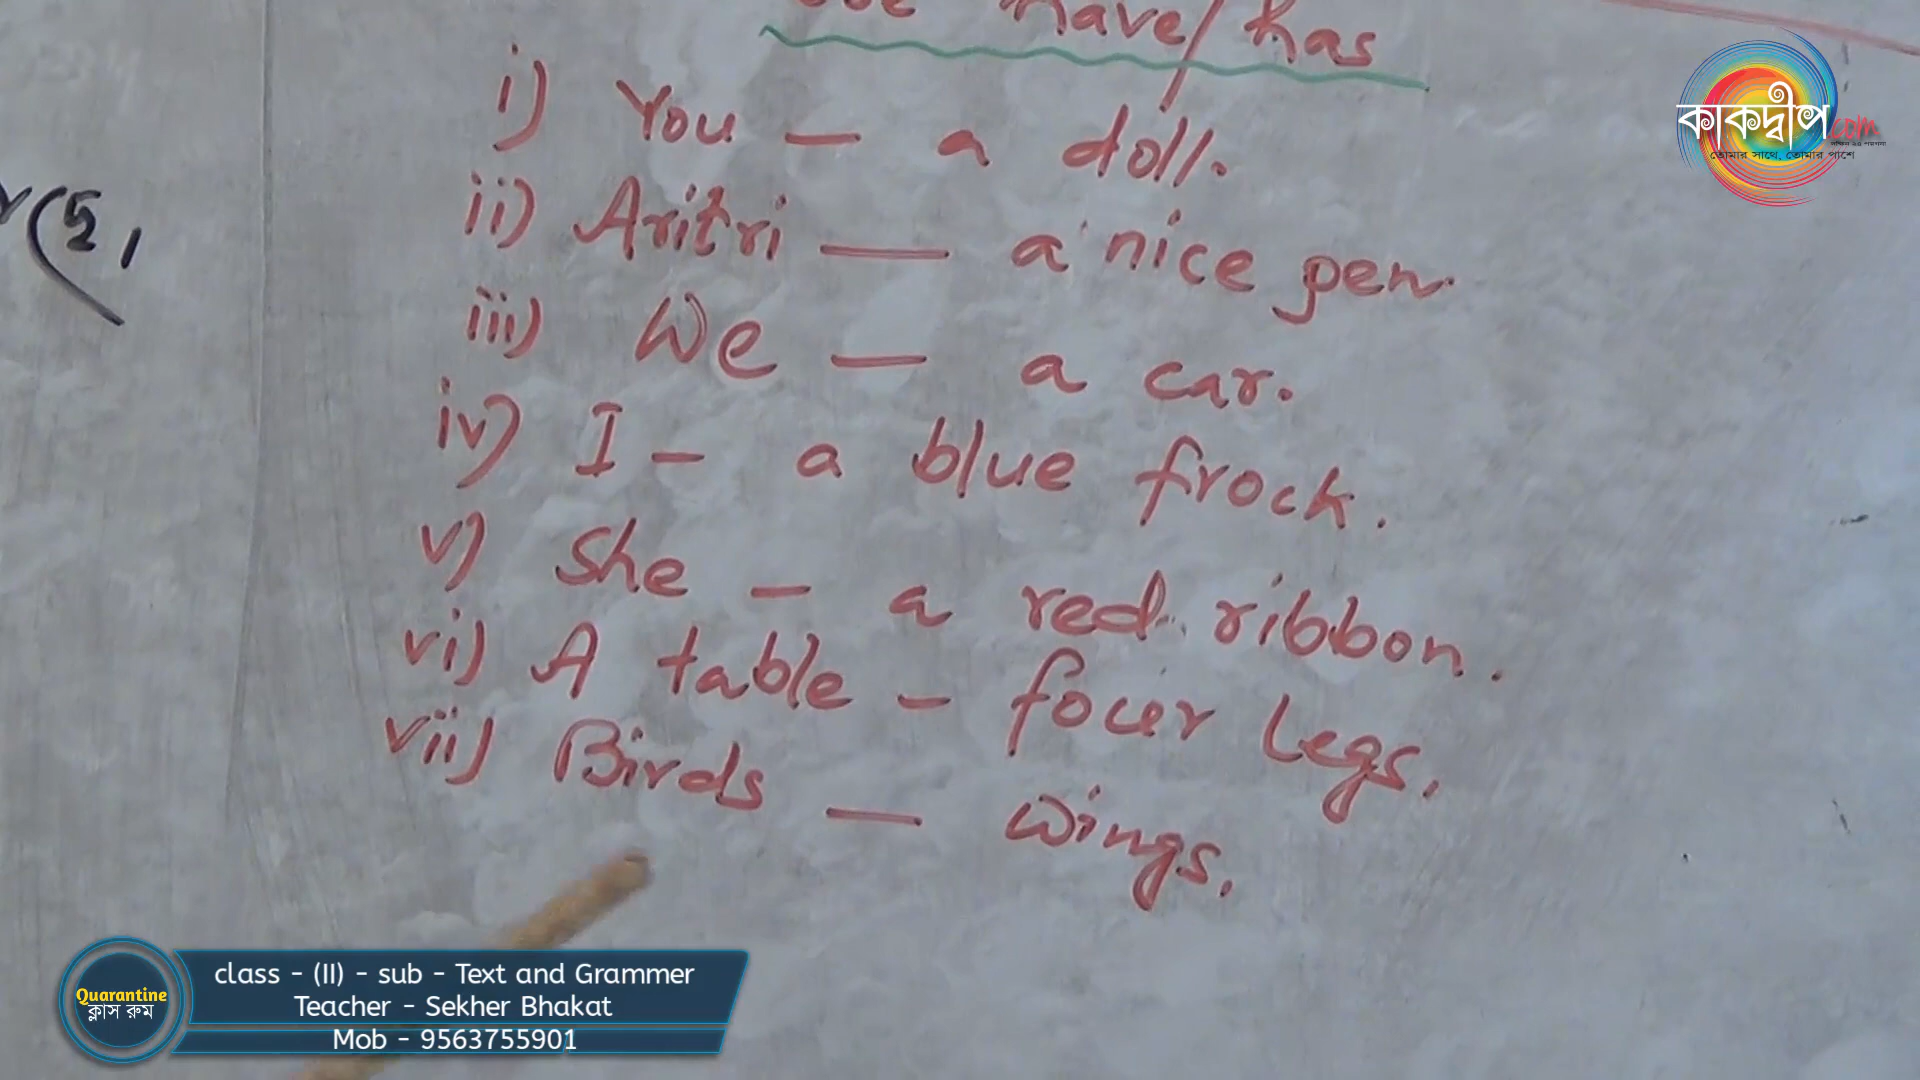 have/has
i) You — a doll.
ii) Aritri — a nice pen.
iii) We — a car.
iv) I — a blue frock.
v) She — a red ribbon.
vi) A table — four legs.
vii) Birds — wings.
কাকদ্বীপ.com
তোমার সাথে, তোমার পাশে
Quarantine
ক্লাস রুম
class - (II) - sub - Text and Grammer
Teacher - Sekher Bhakat
Mob - 9563755901